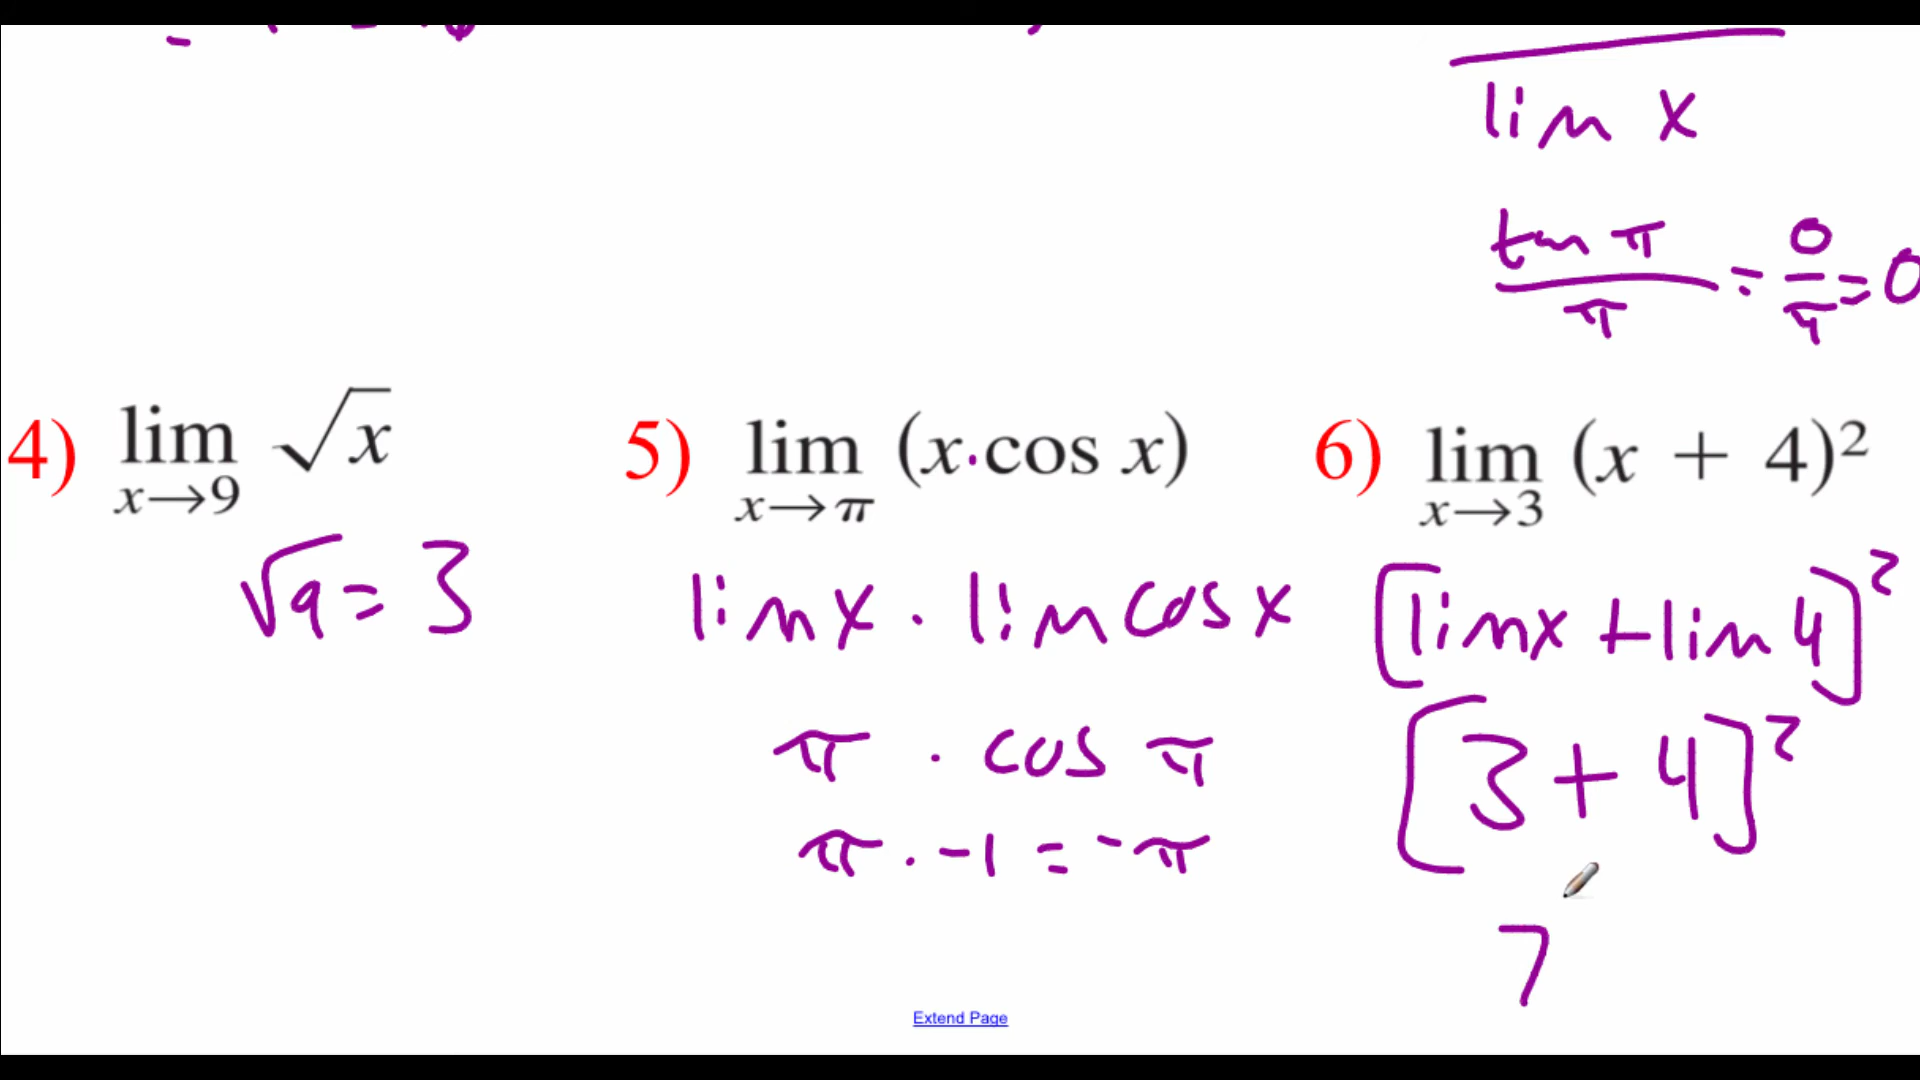 lim x
tan π
π
= 0/π = 0
4) lim x→9 √x
√9 = 3
5) lim x→π (x·cos x)
lim x · lim cos x
π · cos π
π · -1 = -π
6) lim x→3 (x + 4)²
[lim x + lim 4]²
[3 + 4]²
7
Extend Page